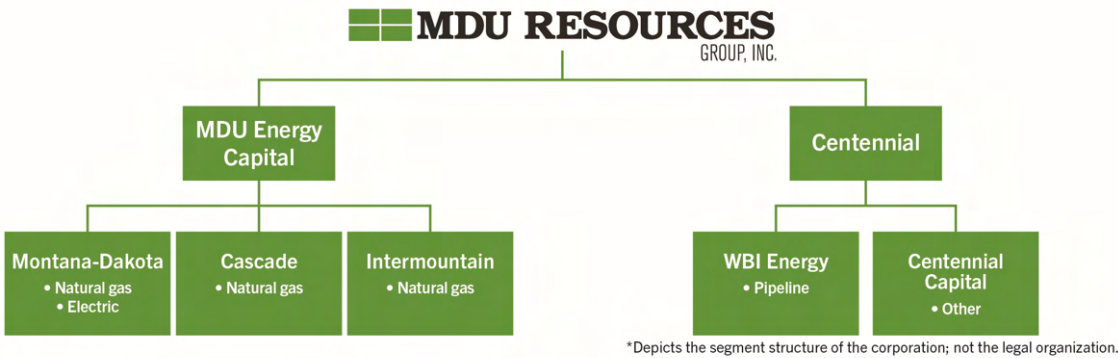 MDU RESOURCES
GROUP, INC.
MDU Energy
Capital
Centennial
Montana-Dakota
• Natural gas
• Electric
Cascade
• Natural gas
Intermountain
• Natural gas
WBI Energy
• Pipeline
Centennial
Capital
• Other
*Depicts the segment structure of the corporation; not the legal organization.